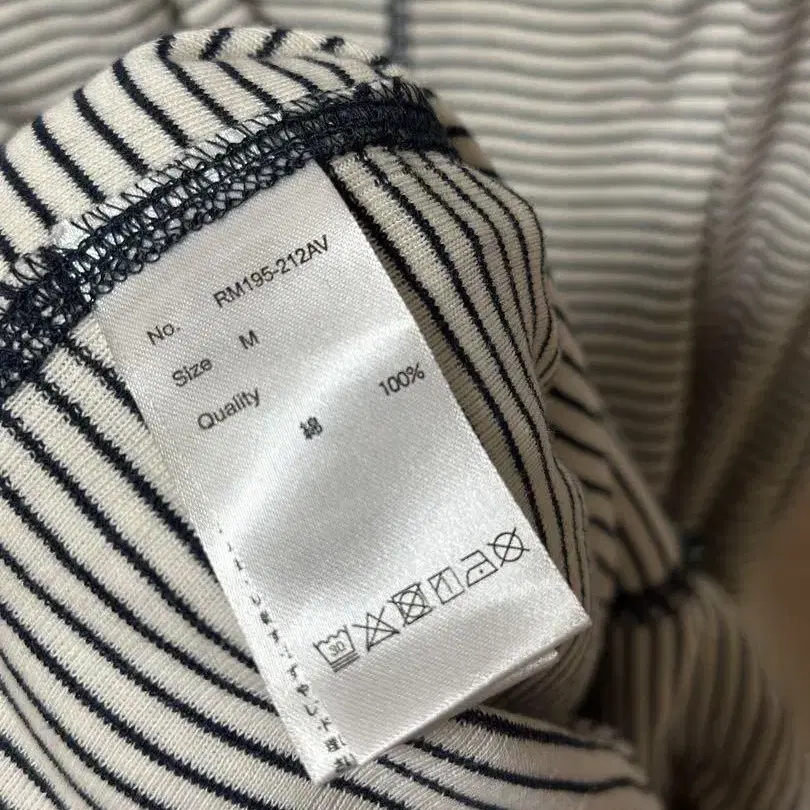 No. RM195-212AV
Size M
Quality
綿 100%
30